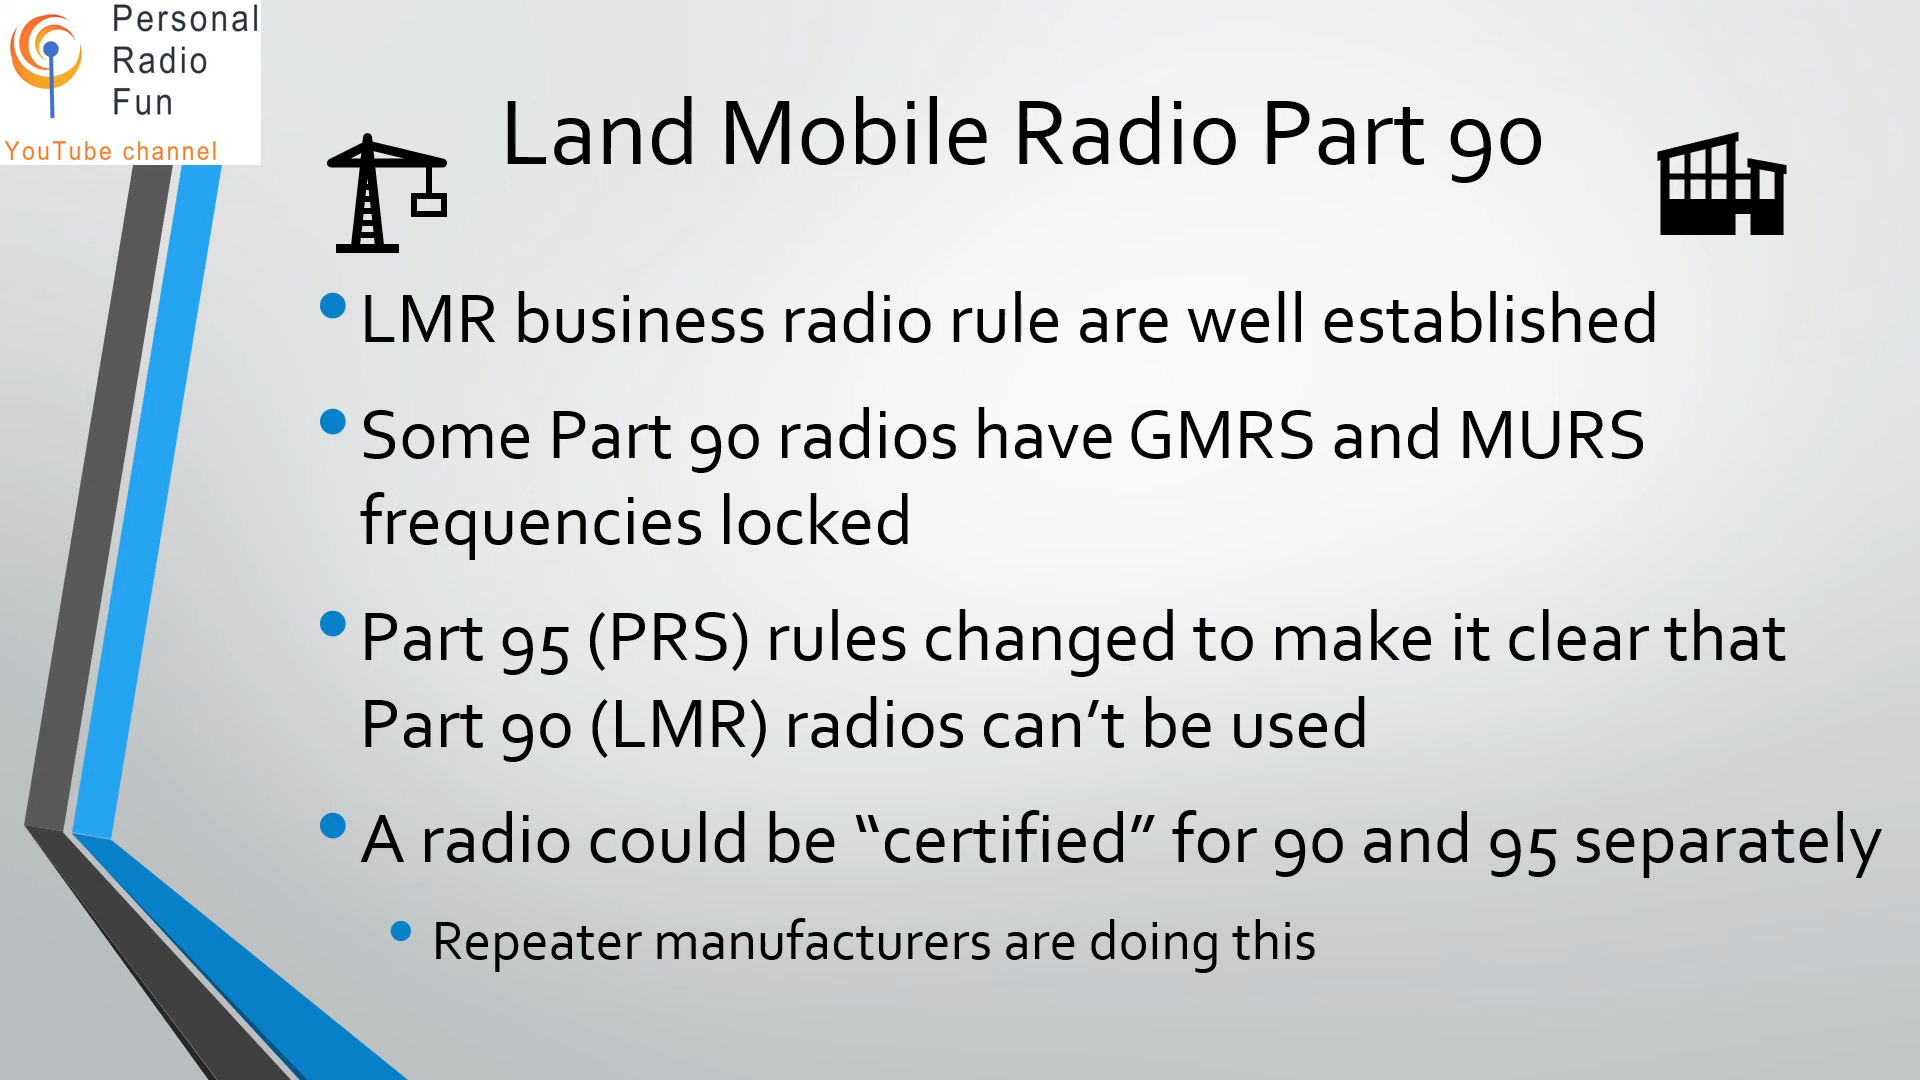 Personal
Radio
Fun
YouTube channel
Land Mobile Radio Part 90
LMR business radio rule are well established
Some Part 90 radios have GMRS and MURS
frequencies locked
Part 95 (PRS) rules changed to make it clear that
Part 90 (LMR) radios can’t be used
A radio could be “certified” for 90 and 95 separately
Repeater manufacturers are doing this